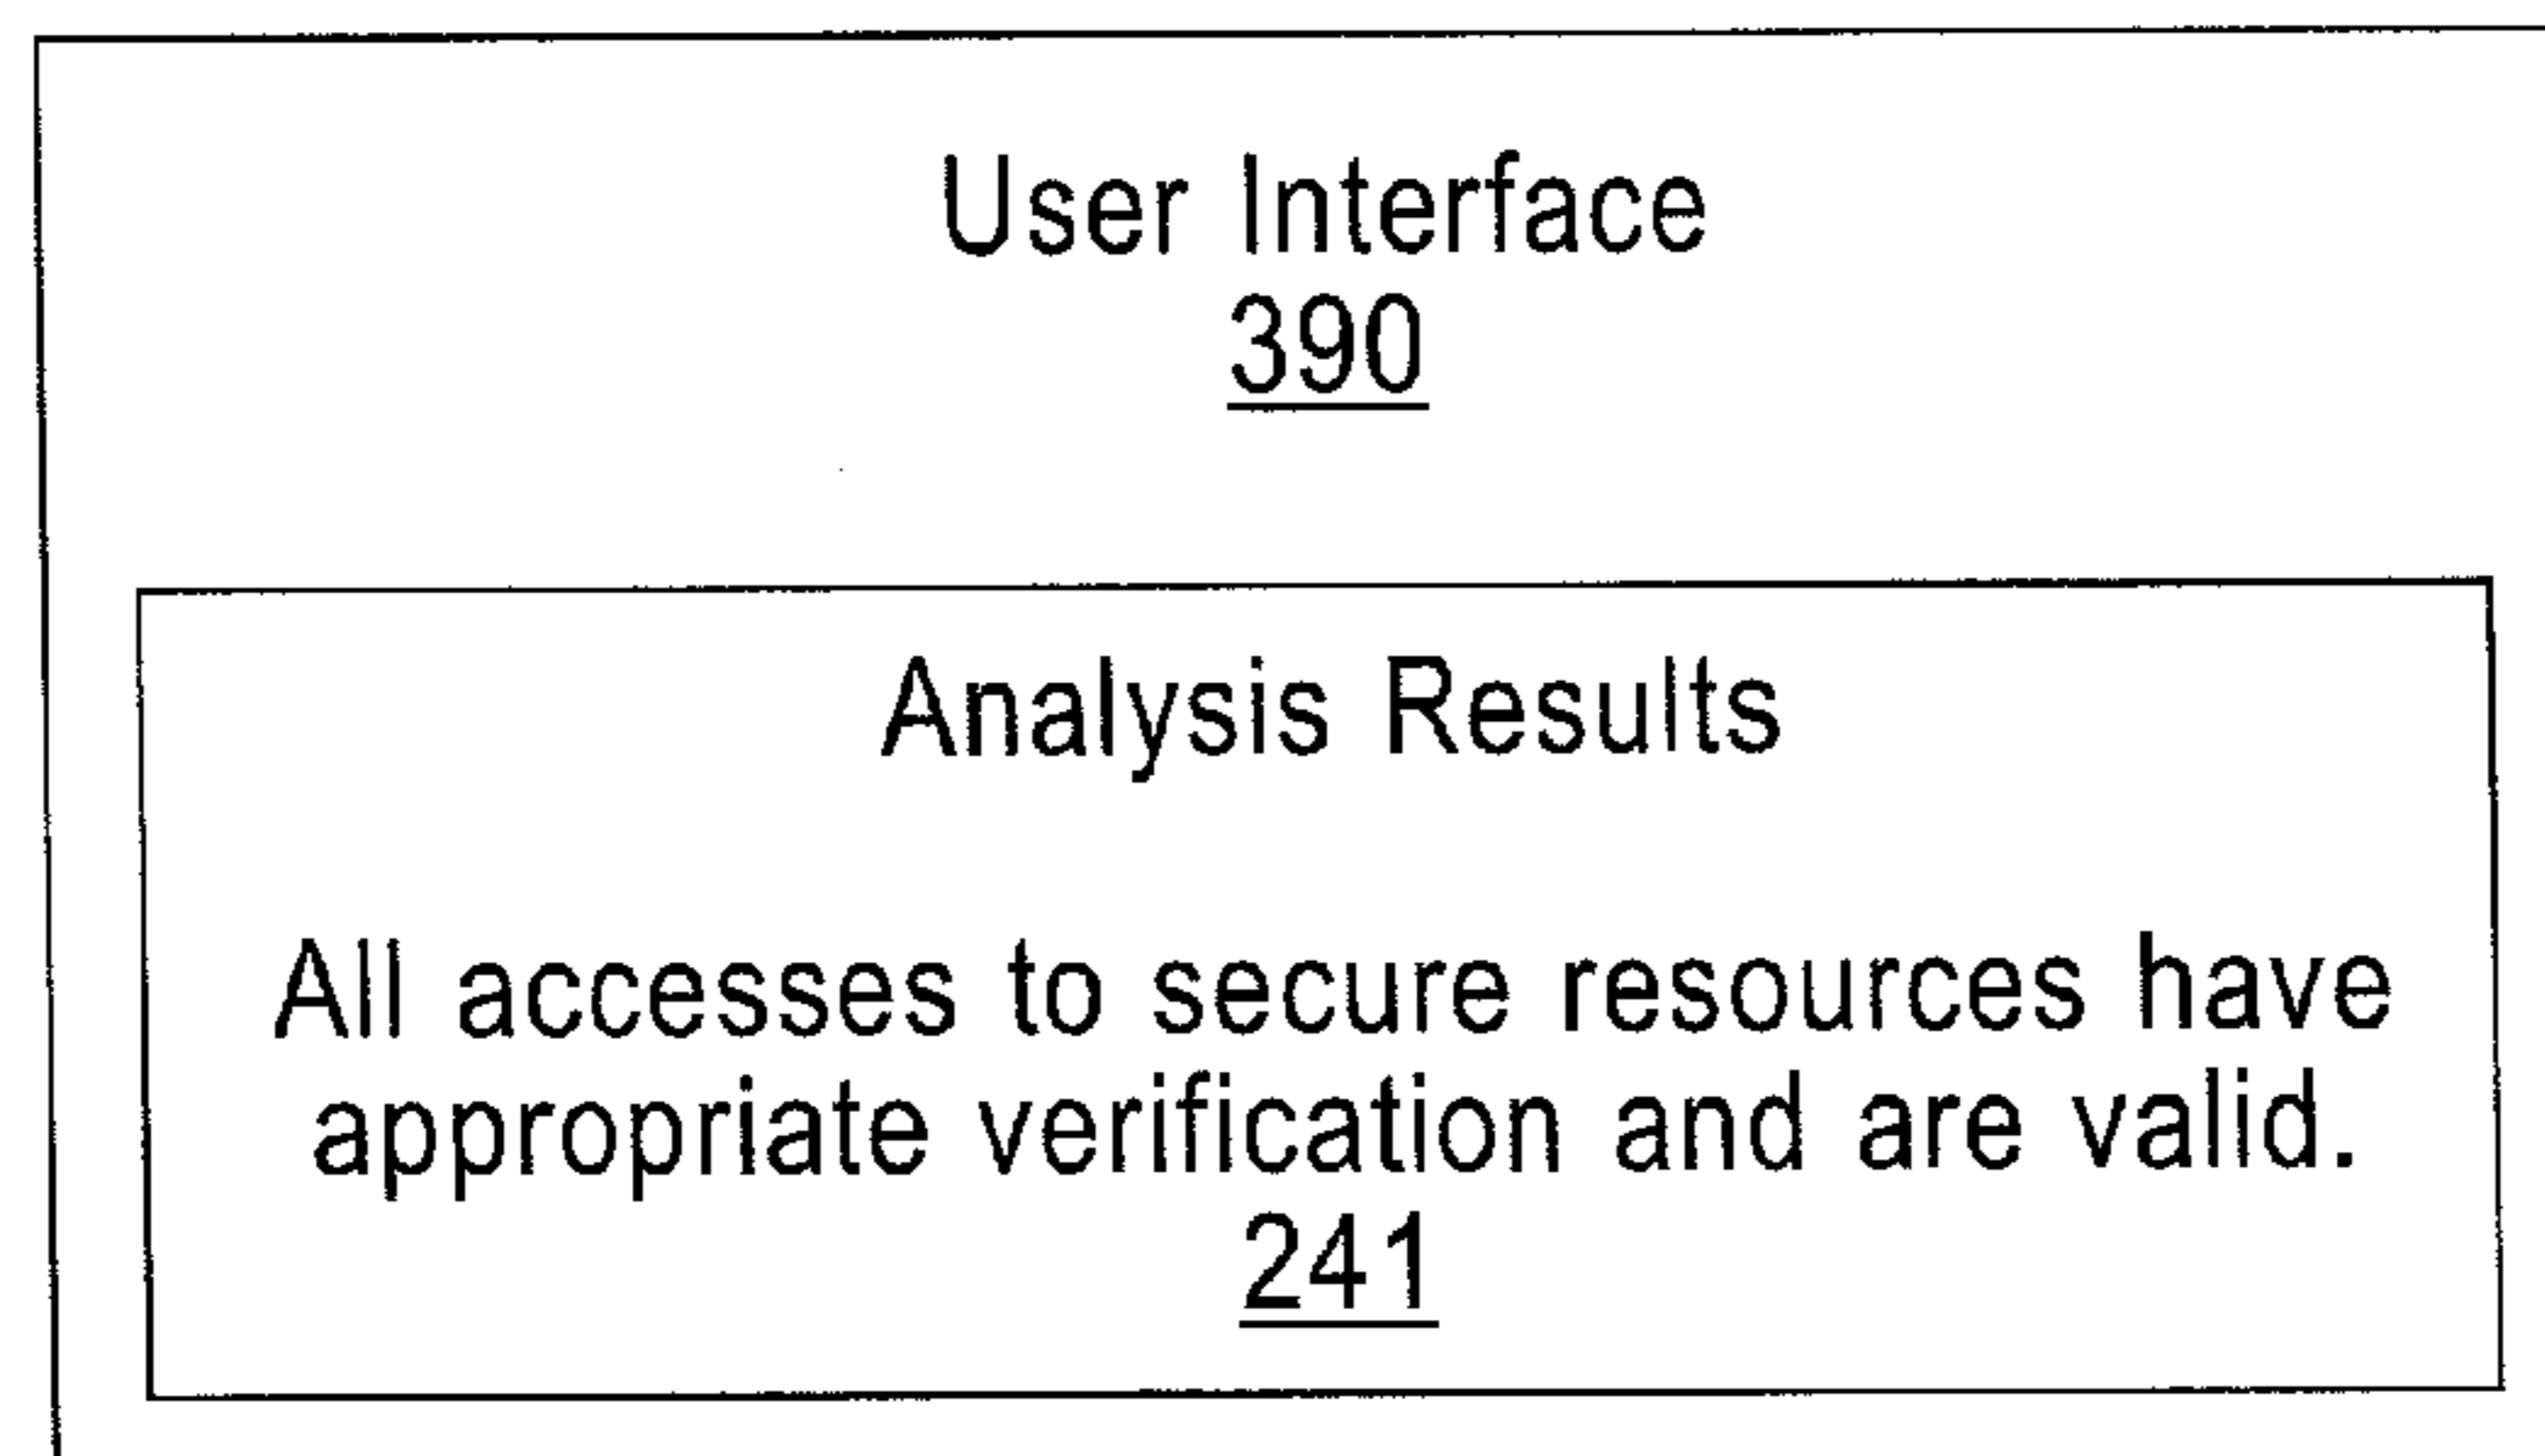 User Interface
390
Analysis Results
All accesses to secure resources have
appropriate verification and are valid.
241